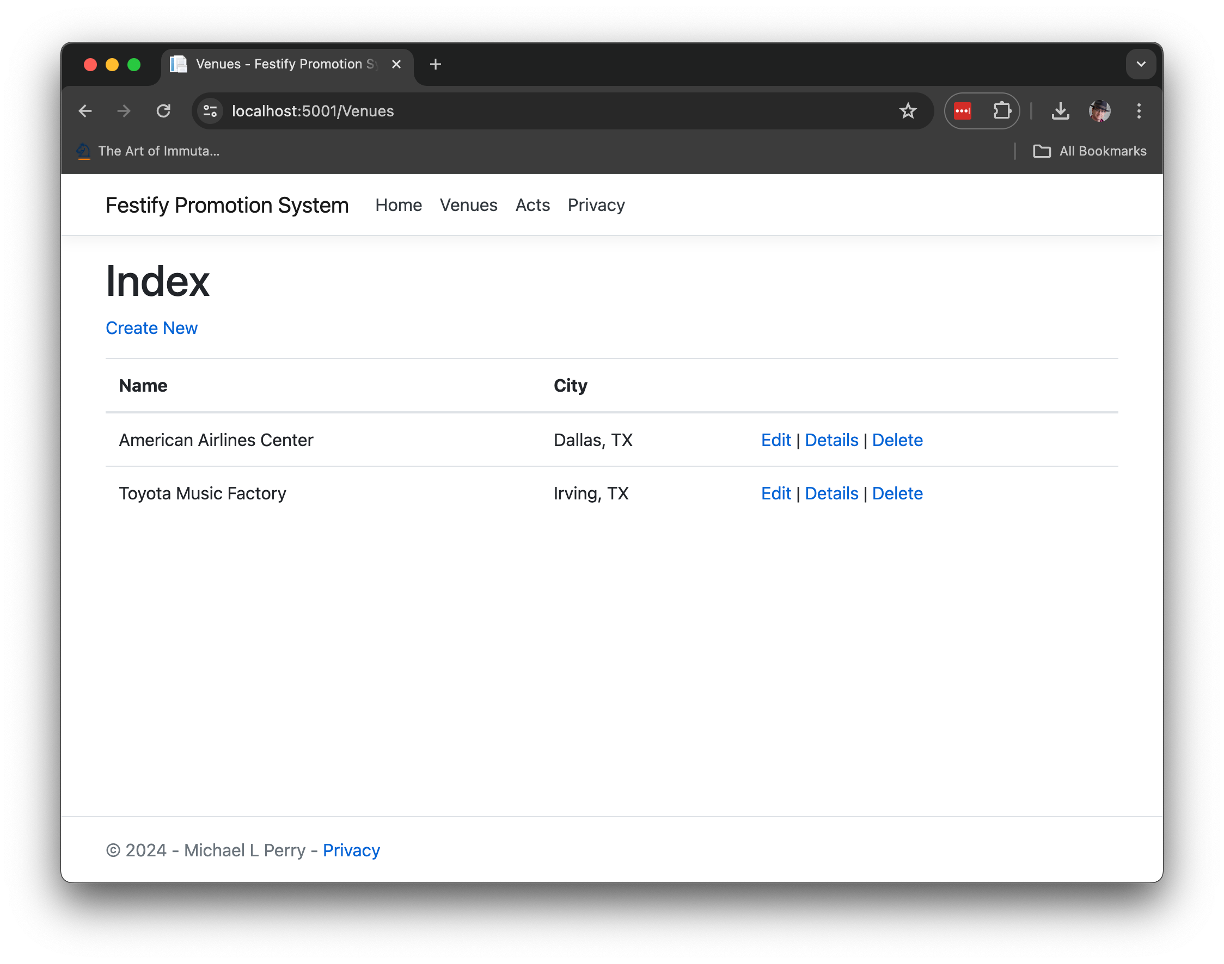 Venues - Festify Promotion S
localhost:5001/Venues
The Art of Immuta...
All Bookmarks
Festify Promotion System Home Venues Acts Privacy
Index
Create New
Name City
American Airlines Center Dallas, TX Edit | Details | Delete
Toyota Music Factory Irving, TX Edit | Details | Delete
© 2024 - Michael L Perry - Privacy